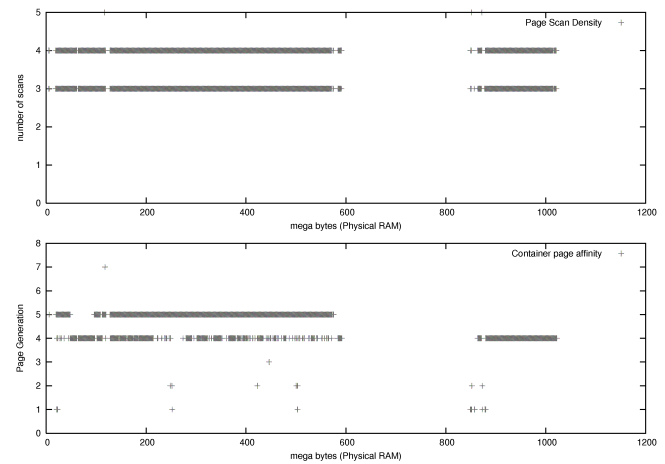 5
Page Scan Density
4
number of scans
3
2
1
0
0 200 400 600 800 1000 1200
mega bytes (Physical RAM)
8
Container page affinity
7
6
5
Page Generation
4
3
2
1
0
0 200 400 600 800 1000 1200
mega bytes (Physical RAM)